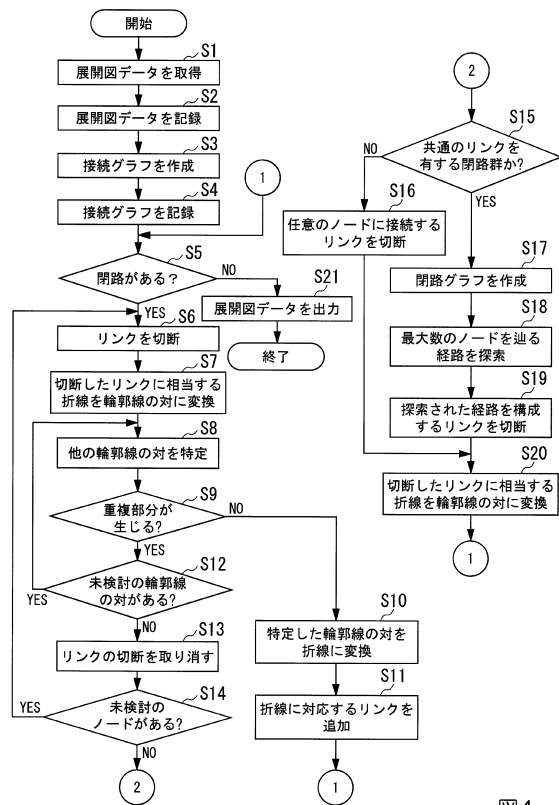 開始
S1
展開図データを取得
S2
展開図データを記録
S3
接続グラフを作成
S4
接続グラフを記録
1
S5
閉路がある?
NO
YES
S21
展開図データを出力
終了
S6
リンクを切断
S7
切断したリンクに相当する
折線を輪郭線の対に変換
S8
他の輪郭線の対を特定
S9
重複部分が
生じる?
NO
YES
S12
未検討の輪郭線
の対がある?
YES
NO
S13
リンクの切断を取り消す
S14
未検討の
ノードがある?
YES
NO
2
S10
特定した輪郭線の対を
折線に変換
S11
折線に対応するリンクを
追加
1
2
S15
共通のリンクを
有する閉路群か?
NO
YES
S16
任意のノードに接続する
リンクを切断
S17
閉路グラフを作成
S18
最大数のノードを辿る
経路を探索
S19
探索された経路を構成
するリンクを切断
S20
切断したリンクに相当する
折線を輪郭線の対に変換
1
図4